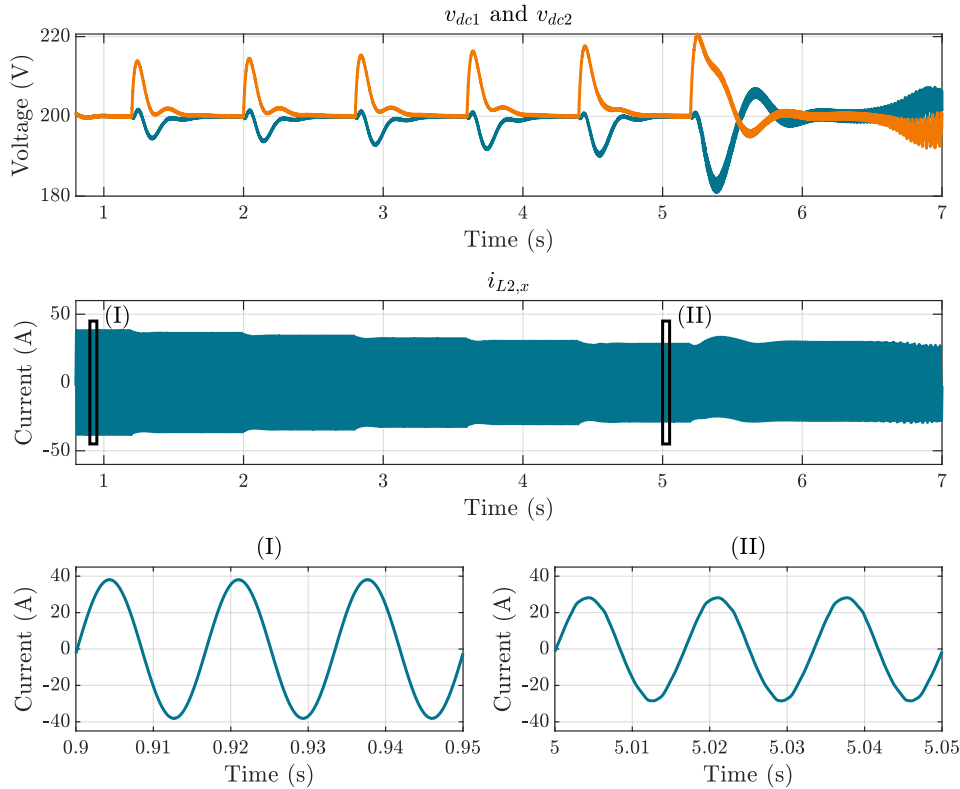 v_{dc1} and v_{dc2}
220
200
180
Voltage (V)
1 2 3 4 5 6 7
Time (s)
i_{L2,x}
50
0
-50
Current (A)
(I) (II)
1 2 3 4 5 6 7
Time (s)
(I)
40
20
0
-20
-40
Current (A)
0.9 0.91 0.92 0.93 0.94 0.95
Time (s)
(II)
40
20
0
-20
-40
Current (A)
5 5.01 5.02 5.03 5.04 5.05
Time (s)